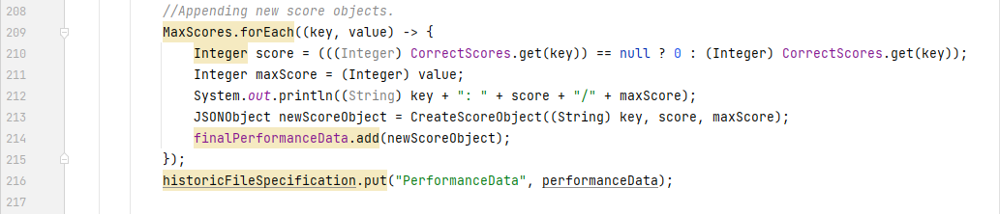 208 //Appending new score objects.
209 MaxScores.forEach((key, value) -> {
210 Integer score = (((Integer) CorrectScores.get(key)) == null ? 0 : (Integer) CorrectScores.get(key));
211 Integer maxScore = (Integer) value;
212 System.out.println((String) key + ": " + score + "/" + maxScore);
213 JSONObject newScoreObject = CreateScoreObject((String) key, score, maxScore);
214 finalPerformanceData.add(newScoreObject);
215 });
216 historicFileSpecification.put("PerformanceData", performanceData);
217